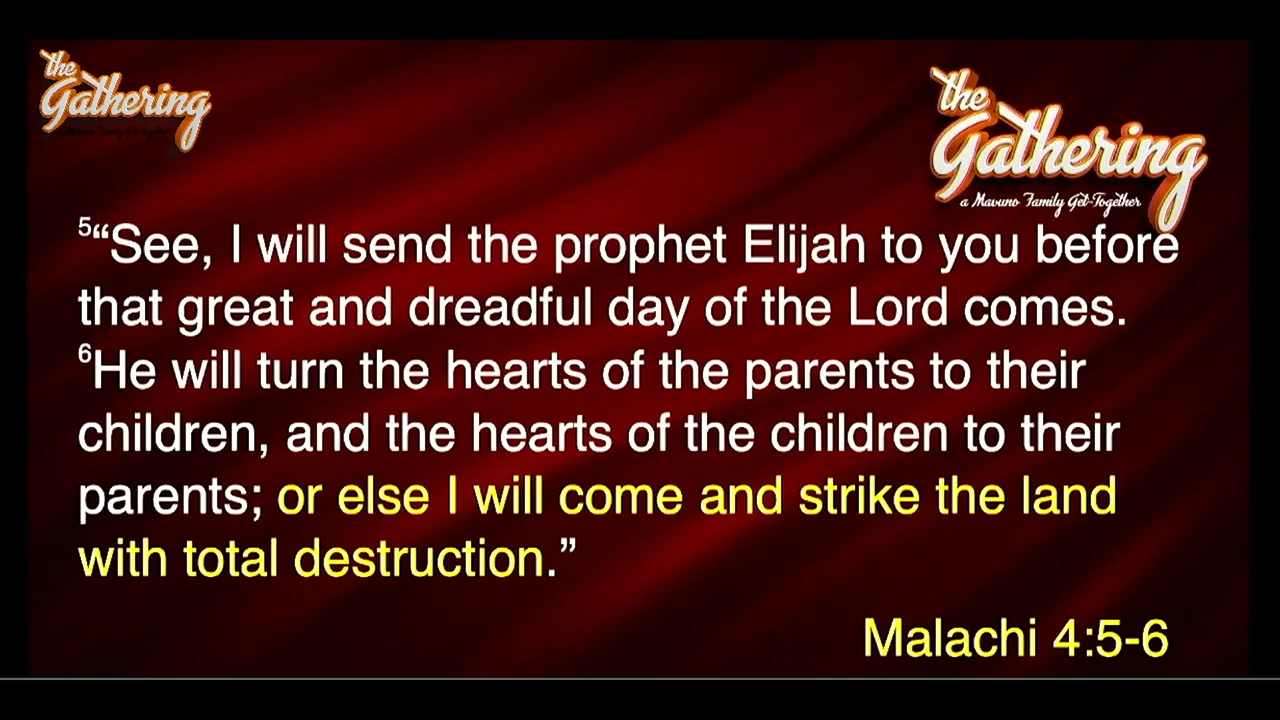 the
Gathering
the
Gathering
a Mavuno Family Get-Together
5“See, I will send the prophet Elijah to you before
that great and dreadful day of the Lord comes.
6He will turn the hearts of the parents to their
children, and the hearts of the children to their
parents; or else I will come and strike the land
with total destruction.”
Malachi 4:5-6